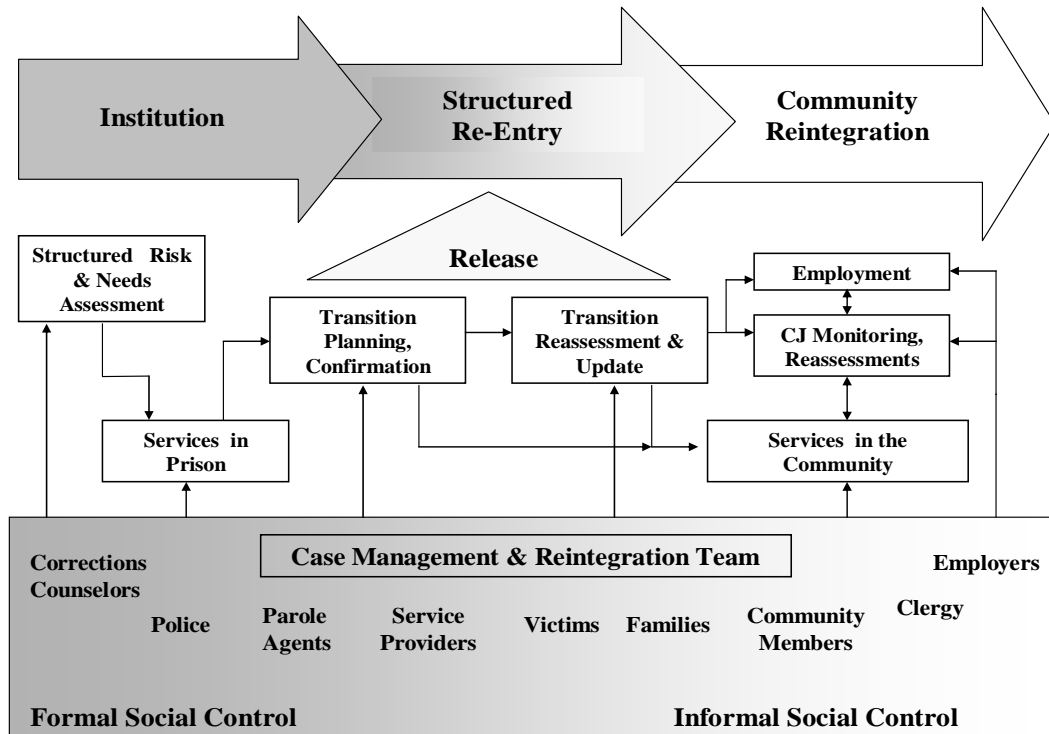 Institution
Structured
Re-Entry
Community
Reintegration
Release
Structured Risk
& Needs
Assessment
Services in
Prison
Transition
Planning,
Confirmation
Transition
Reassessment &
Update
Employment
CJ Monitoring,
Reassessments
Services in the
Community
Case Management & Reintegration Team
Corrections
Counselors
Police
Parole
Agents
Service
Providers
Victims
Families
Community
Members
Clergy
Employers
Formal Social Control
Informal Social Control